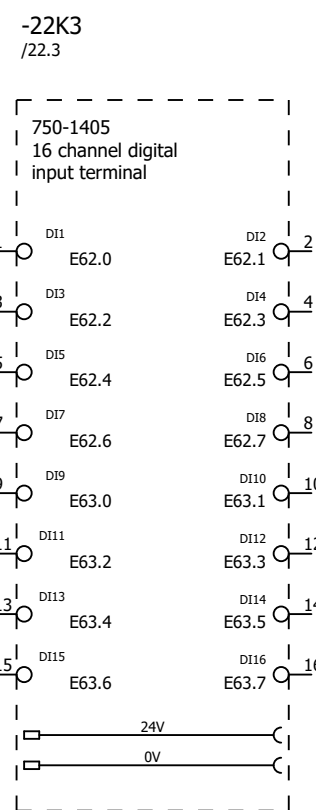 -22K3
/22.3
750-1405
16 channel digital
input terminal
DI1 DI2 2
E62.0 E62.1
DI3 DI4 4
E62.2 E62.3
DI5 DI6 6
E62.4 E62.5
DI7 DI8 8
E62.6 E62.7
DI9 DI10
E63.0 E63.1
DI11 DI12
E63.2 E63.3
DI13 DI14
E63.4 E63.5
DI15 DI16
E63.6 E63.7
24V
0V